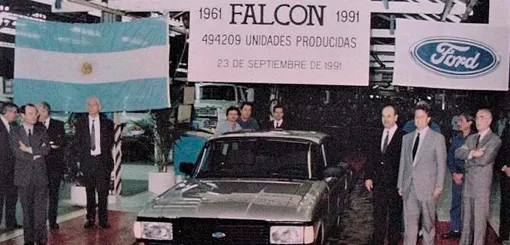 1961 FALCON 1991
494209 UNIDADES PRODUCIDAS
23 DE SEPTIEMBRE DE 1991
Ford